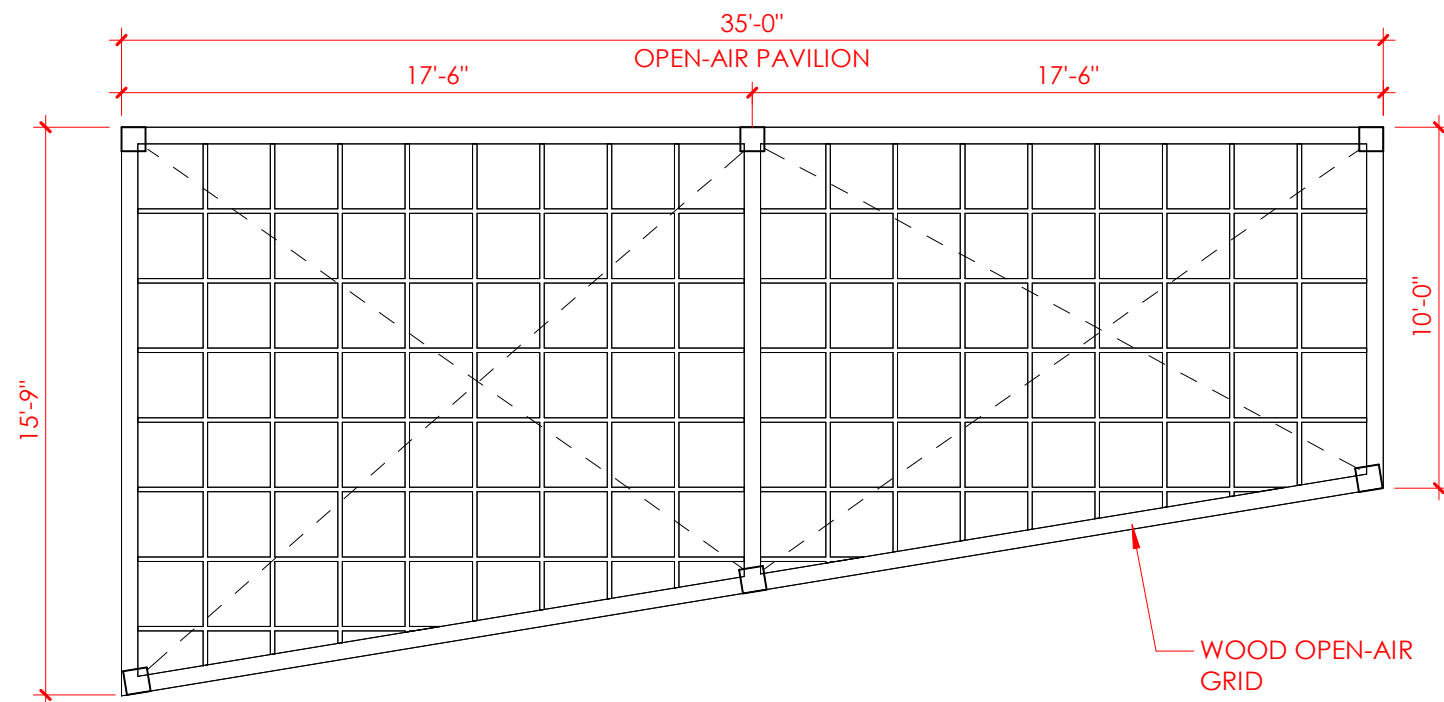 35'-0"
OPEN-AIR PAVILION
17'-6"
17'-6"
15'-9"
10'-0"
WOOD OPEN-AIR
GRID